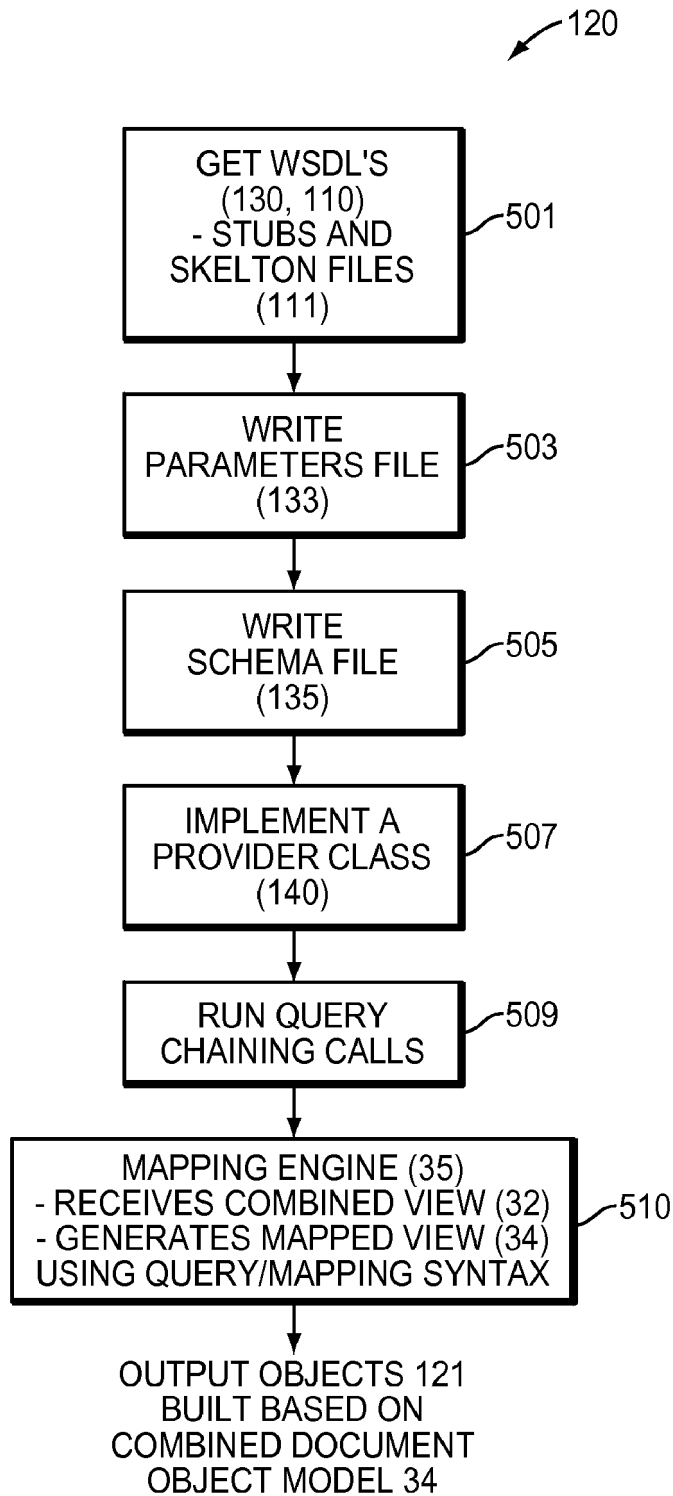 120
GET WSDL'S
(130, 110)
- STUBS AND
SKELTON FILES
(111)
501
WRITE
PARAMETERS FILE
(133)
503
WRITE
SCHEMA FILE
(135)
505
IMPLEMENT A
PROVIDER CLASS
(140)
507
RUN QUERY
CHAINING CALLS
509
MAPPING ENGINE (35)
- RECEIVES COMBINED VIEW (32)
- GENERATES MAPPED VIEW (34)
USING QUERY/MAPPING SYNTAX
510
OUTPUT OBJECTS 121
BUILT BASED ON
COMBINED DOCUMENT
OBJECT MODEL 34